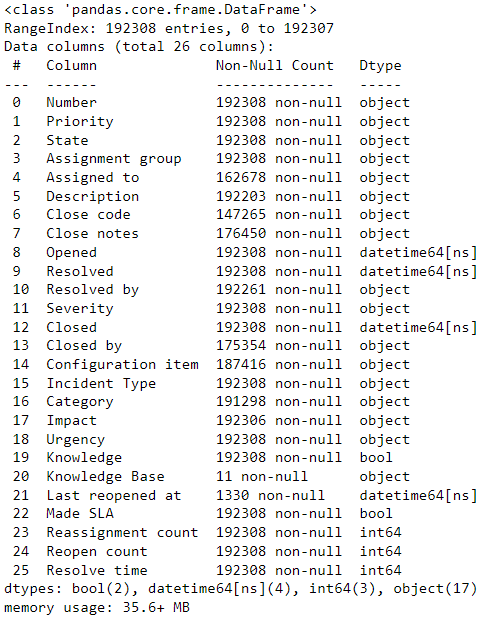 <class 'pandas.core.frame.DataFrame'>
RangeIndex: 192308 entries, 0 to 192307
Data columns (total 26 columns):
 #   Column              Non-Null Count   Dtype
---  ------              --------------   -----
 0   Number              192308 non-null  object
 1   Priority            192308 non-null  object
 2   State               192308 non-null  object
 3   Assignment group    192308 non-null  object
 4   Assigned to         162678 non-null  object
 5   Description         192203 non-null  object
 6   Close code          147265 non-null  object
 7   Close notes         176450 non-null  object
 8   Opened              192308 non-null  datetime64[ns]
 9   Resolved            192308 non-null  datetime64[ns]
 10  Resolved by         192261 non-null  object
 11  Severity            192308 non-null  object
 12  Closed              192308 non-null  datetime64[ns]
 13  Closed by           175354 non-null  object
 14  Configuration item  187416 non-null  object
 15  Incident Type       192308 non-null  object
 16  Category            191298 non-null  object
 17  Impact              192306 non-null  object
 18  Urgency             192308 non-null  object
 19  Knowledge           192308 non-null  bool
 20  Knowledge Base      11 non-null      object
 21  Last reopened at    1330 non-null    datetime64[ns]
 22  Made SLA            192308 non-null  bool
 23  Reassignment count  192308 non-null  int64
 24  Reopen count        192308 non-null  int64
 25  Resolve time        192308 non-null  int64
dtypes: bool(2), datetime64[ns](4), int64(3), object(17)
memory usage: 35.6+ MB